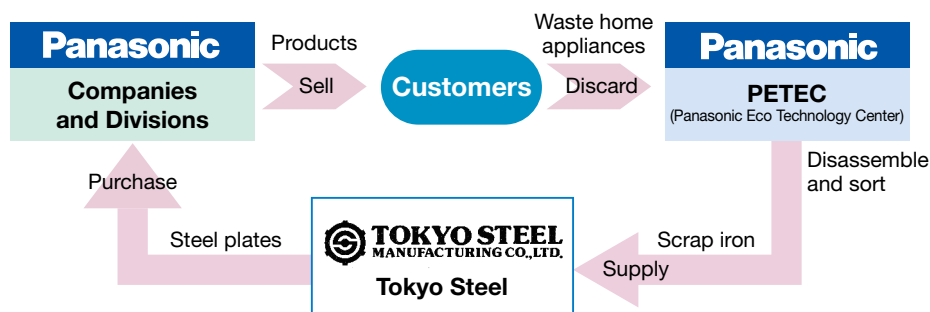 Panasonic
Companies
and Divisions
Products
Sell
Customers
Waste home
appliances
Discard
Panasonic
PETEC
(Panasonic Eco Technology Center)
Disassemble
and sort
Scrap iron
Supply
TOKYO STEEL
MANUFACTURING CO.,LTD.
Tokyo Steel
Steel plates
Purchase